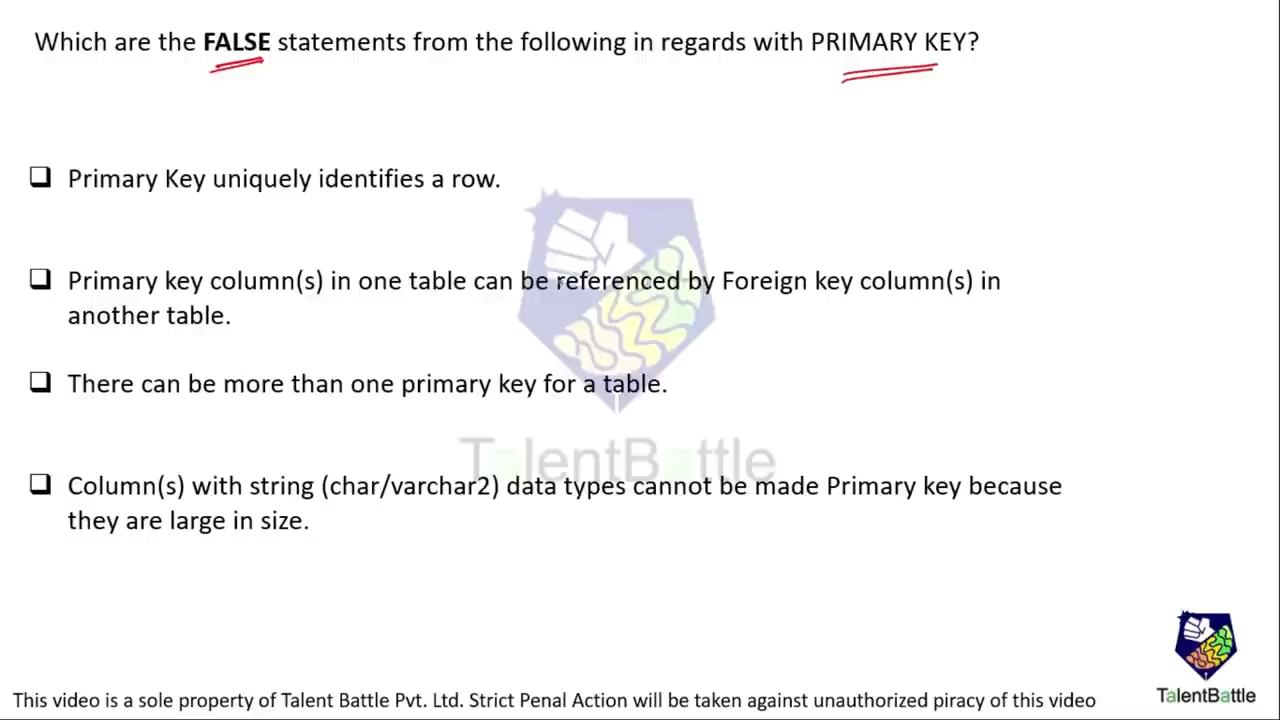 Which are the FALSE statements from the following in regards with PRIMARY KEY?
❑ Primary Key uniquely identifies a row.
❑ Primary key column(s) in one table can be referenced by Foreign key column(s) in
another table.
❑ There can be more than one primary key for a table.
TalentBattle
❑ Column(s) with string (char/varchar2) data types cannot be made Primary key because
they are large in size.
TalentBattle
This video is a sole property of Talent Battle Pvt. Ltd. Strict Penal Action will be taken against unauthorized piracy of this video